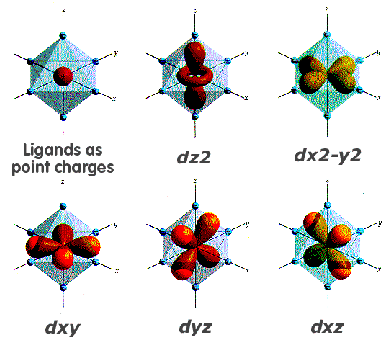 z z z
y y y
x x x
Ligands as
point charges
dz2
dx2-y2
z z z
y y
x x
dxy
dyz
dxz